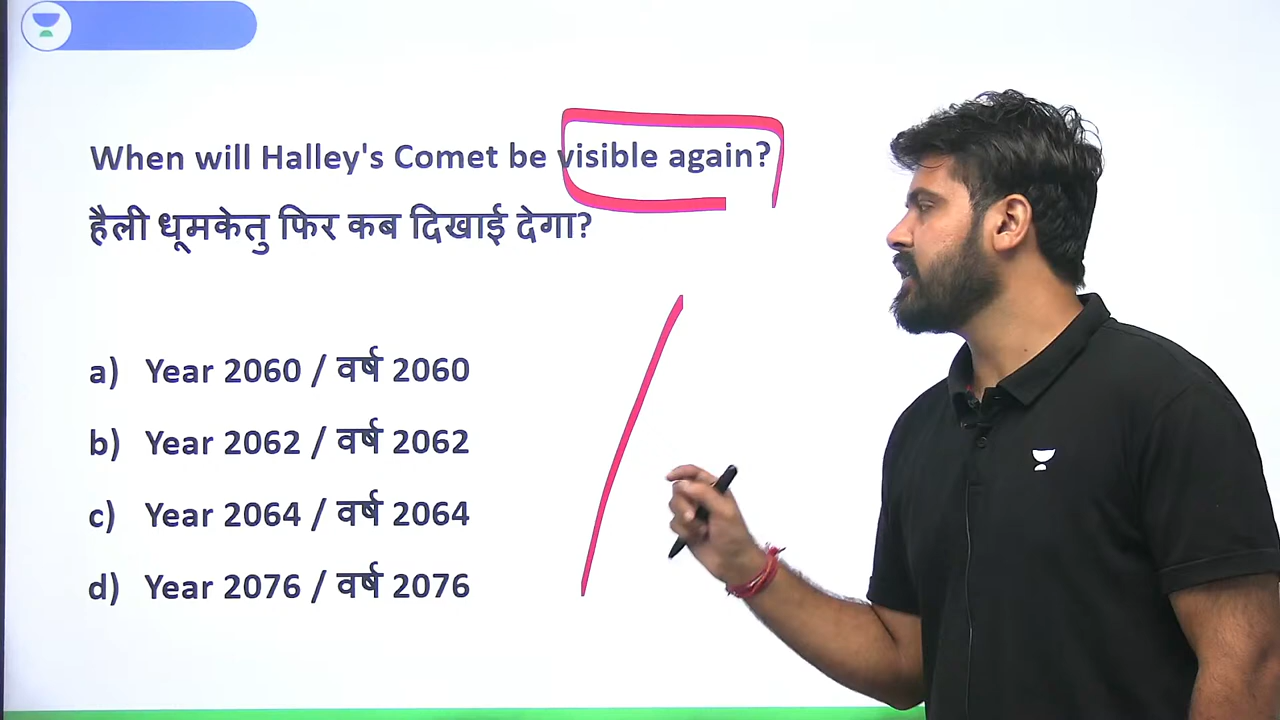 When will Halley's Comet be visible again?
हैली धूमकेतु फिर कब दिखाई देगा?
a) Year 2060 / वर्ष 2060
b) Year 2062 / वर्ष 2062
c) Year 2064 / वर्ष 2064
d) Year 2076 / वर्ष 2076